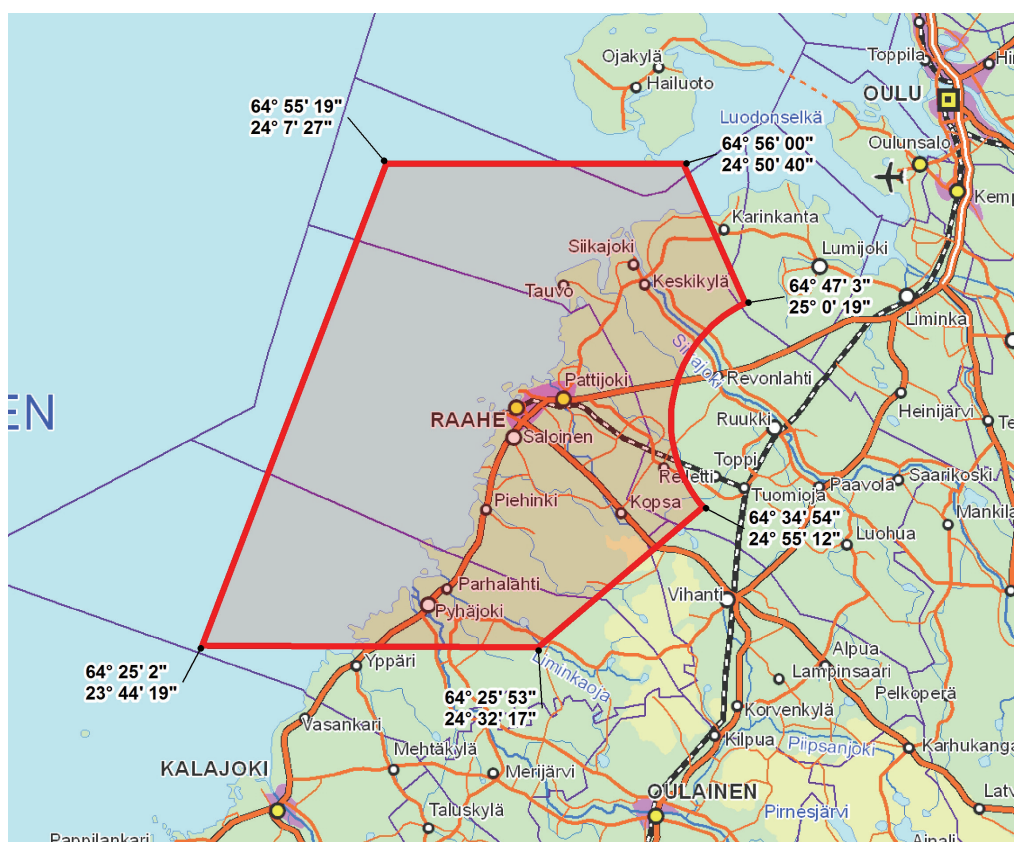 Ojakylä
Hailuoto
Toppila
OULU
Luodonselkä
Oulunsalo
64° 55' 19"
24° 7' 27"
64° 56' 00"
24° 50' 40"
Karinkanta
Siikajoki
Lumijoki
Keskikylä
Tauvo
64° 47' 3"
25° 0' 19"
Liminka
Siikajoki
Pattijoki
Revonlahti
Heinijärvi
EN
RAAHE
Saloinen
Ruukki
Relletti
Toppi
Saarikoski
Tuomioja
Paavola
Piehinki
Kopsa
64° 34' 54"
24° 55' 12"
Luohua
Parhalahti
Pyhäjoki
Vihanti
Yppäri
Liminkaoja
Alpua
Lampinsaari
64° 25' 2"
23° 44' 19"
64° 25' 53"
24° 32' 17"
Pelkoperä
Korvenkylä
Vasankari
Kilpua
Piipsanjoki
Karhukanga
Mehtäkylä
Merijärvi
KALAJOKI
OULAINEN
Taluskylä
Pirnesjärvi
Pappilankari